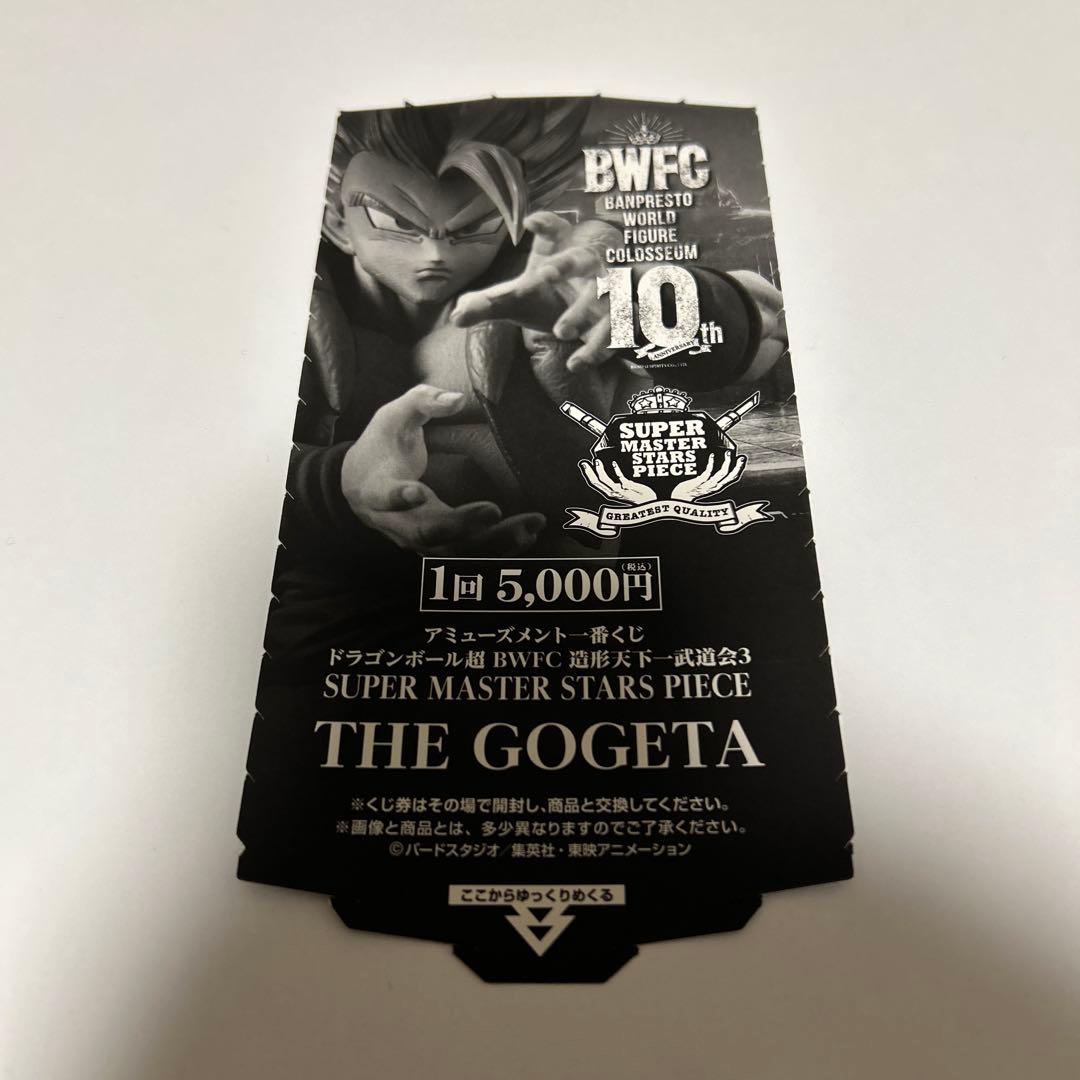 BWFC
BANPRESTO
WORLD
FIGURE
COLOSSEUM
10th
ANNIVERSARY
SUPER
MASTER
STARS
PIECE
GREATEST QUALITY
1回 5,000円(税込)
アミューズメント一番くじ
ドラゴンボール超 BWFC 造形天下一武道会3
SUPER MASTER STARS PIECE
THE GOGETA
※くじ券はその場で開封し、商品と交換してください。
※画像と商品とは、多少異なりますのでご了承ください。
©バードスタジオ/集英社・東映アニメーション
ここからゆっくりめくる